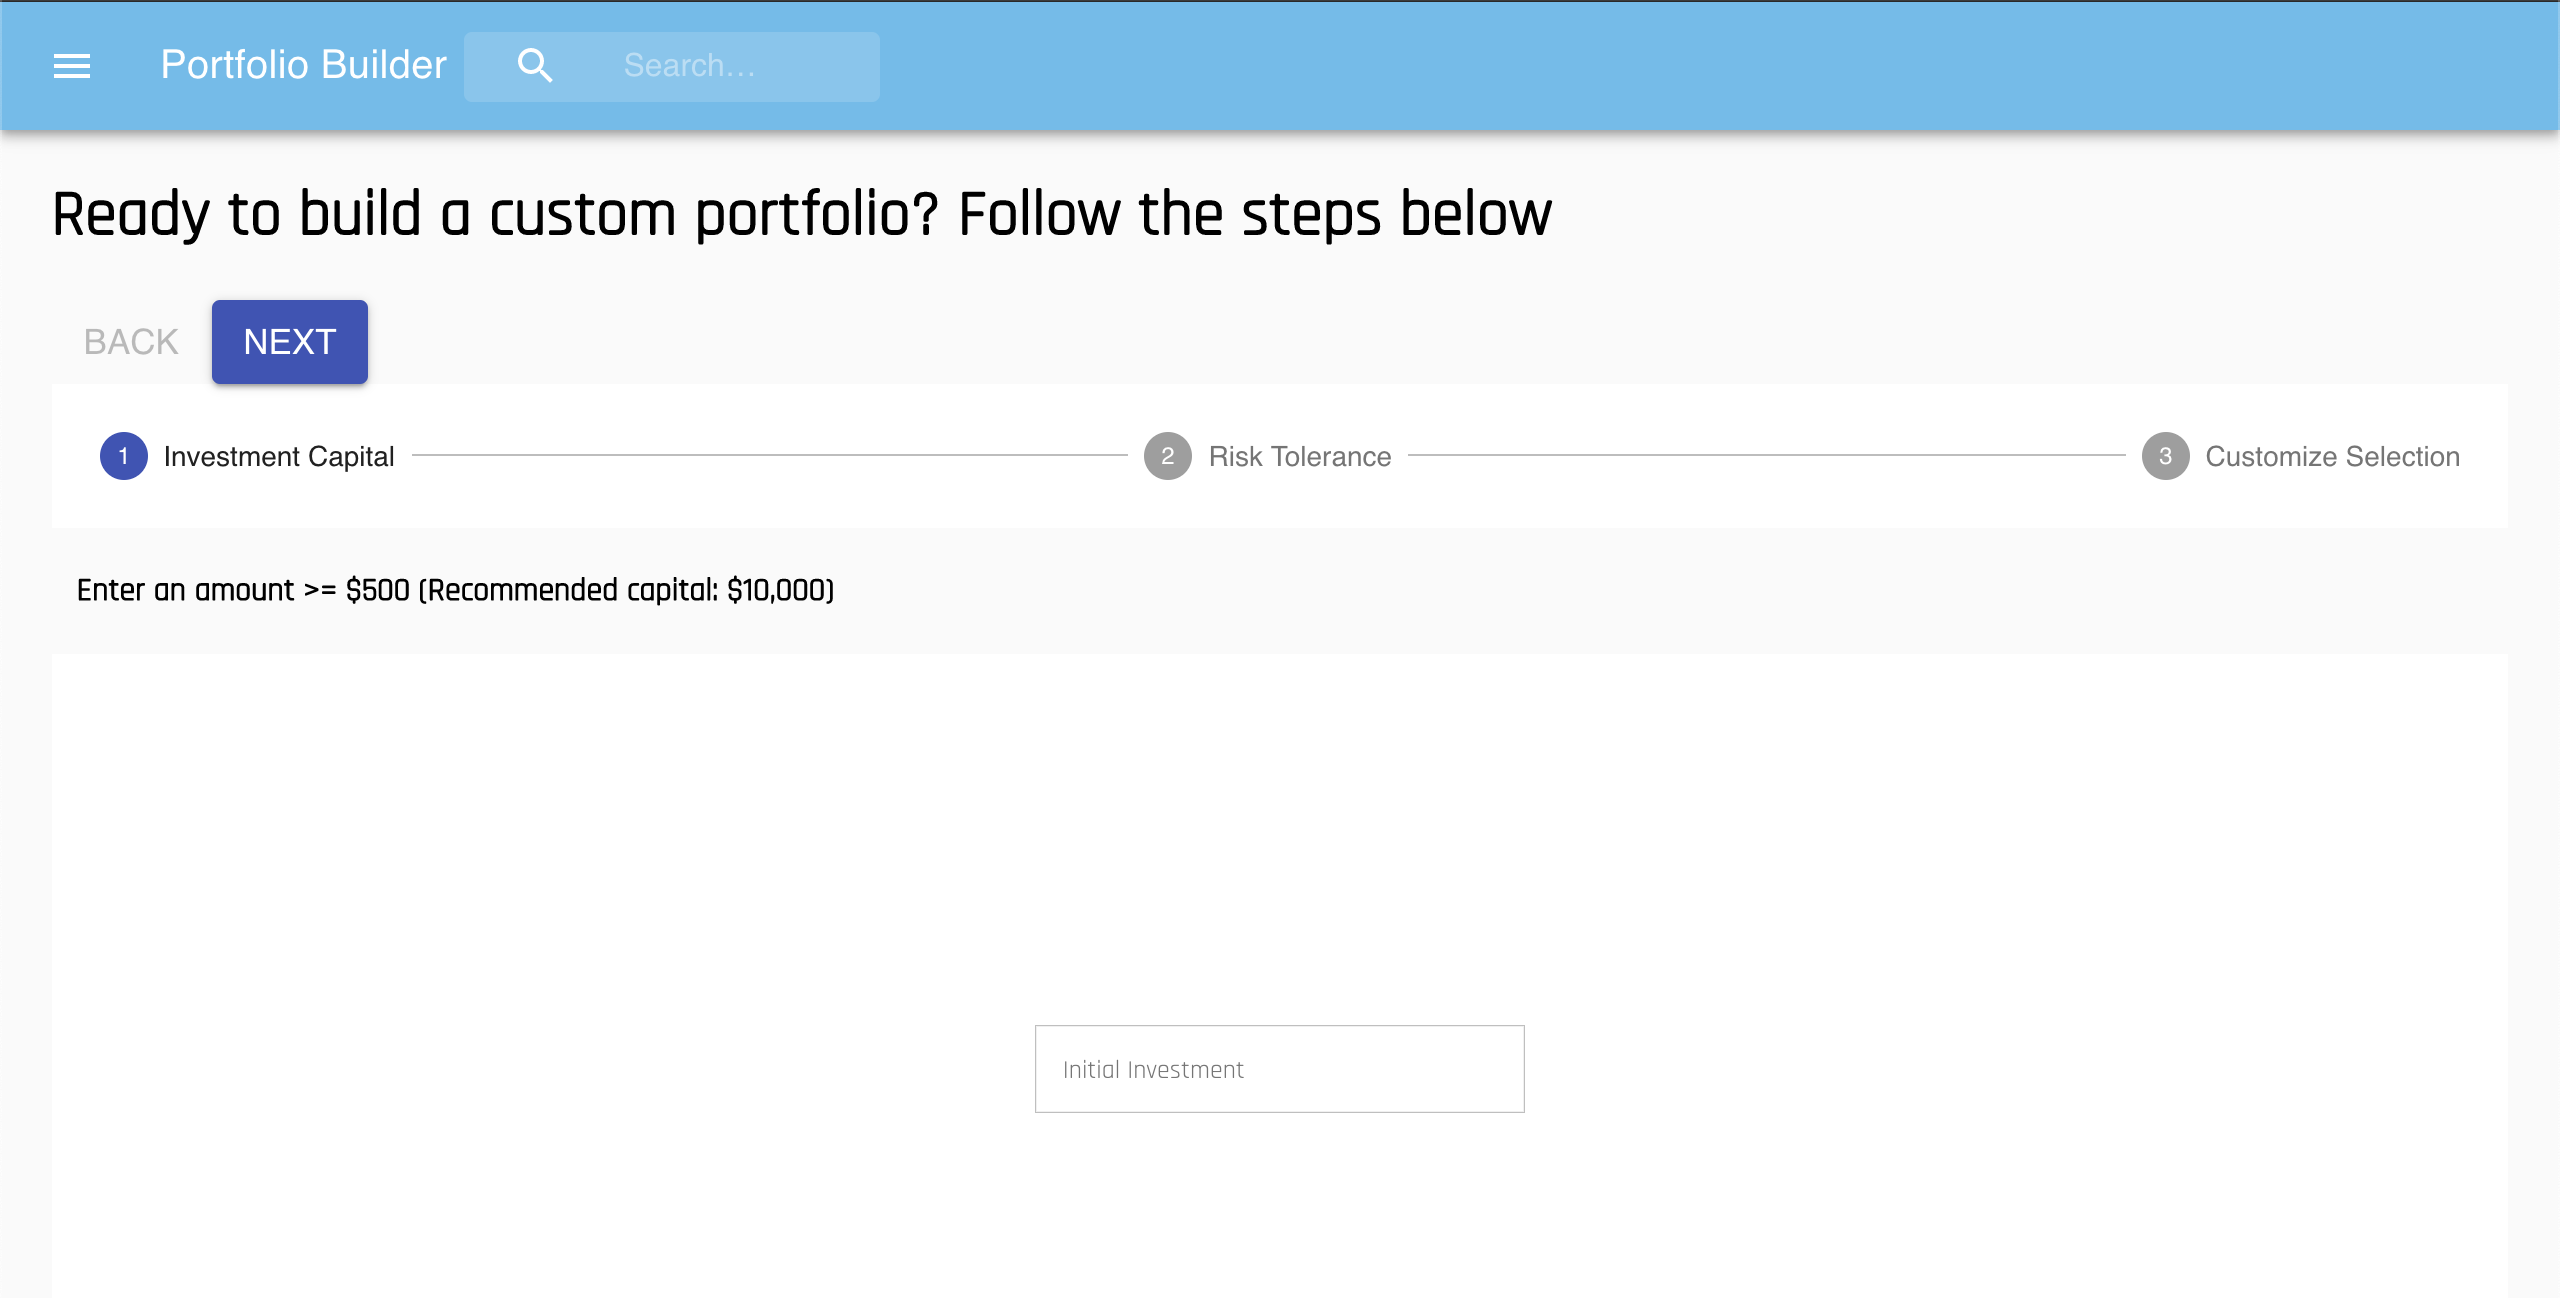 Portfolio Builder
Search...
Ready to build a custom portfolio? Follow the steps below
BACK
NEXT
1 Investment Capital
2 Risk Tolerance
3 Customize Selection
Enter an amount >= $500 (Recommended capital: $10,000)
Initial Investment